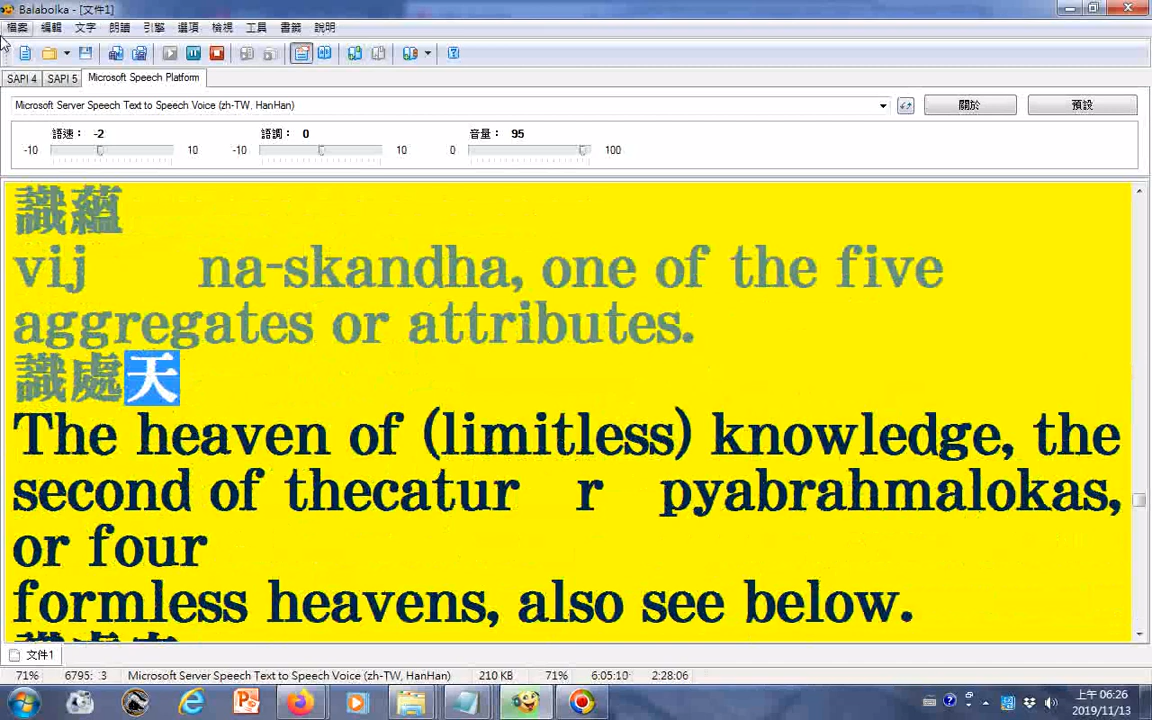 Balabolka - [文件1]
檔案 編輯 文字 朗讀 引擎 選項 檢視 工具 書籤 說明
SAPI 4 SAPI 5 Microsoft Speech Platform
Microsoft Server Speech Text to Speech Voice (zh-TW, HanHan) 關於 預設
語速： -2 語調： 0 音量： 95
-10 10 -10 10 0 100
識蘊
vij na-skandha, one of the five
aggregates or attributes.
識處天
The heaven of (limitless) knowledge, the
second of thecatur r pyabrahmalokas,
or four
formless heavens, also see below.
文件1
71% 6795: 3 Microsoft Server Speech Text to Speech Voice (zh-TW, HanHan) 210 KB 71% 6:05:10 2:28:06
上午 06:26
2019/11/13